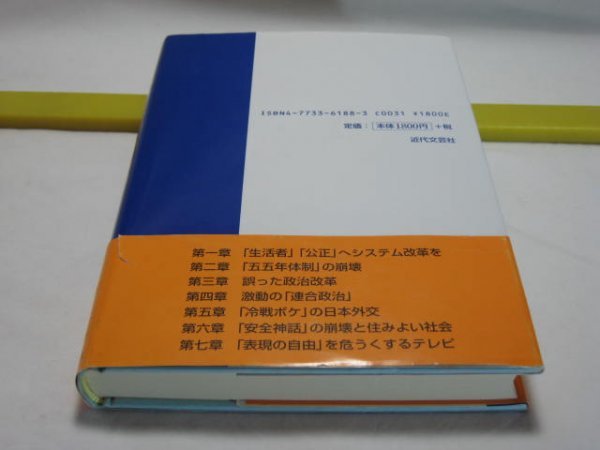 ISBN4-7733-6188-3 C0031 ¥1800E
定価：本体1800円＋税
近代文芸社
第一章 「生活者」「公正」へシステム改革を
第二章 「五五年体制」の崩壊
第三章 誤った政治改革
第四章 激動の「連合政治」
第五章 「冷戦ボケ」の日本外交
第六章 「安全神話」の崩壊と住みよい社会
第七章 「表現の自由」を危うくするテレビ